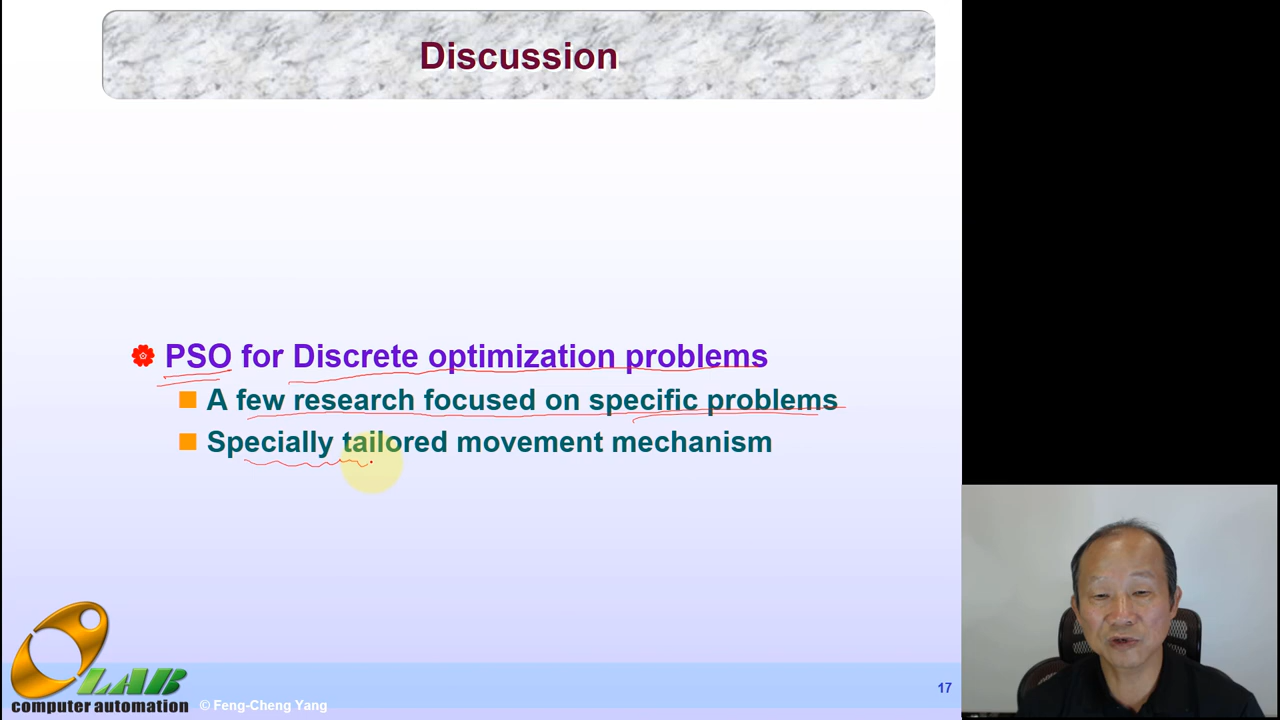 Discussion
PSO for Discrete optimization problems
A few research focused on specific problems
Specially tailored movement mechanism
LAB
computer automation
© Feng-Cheng Yang
17